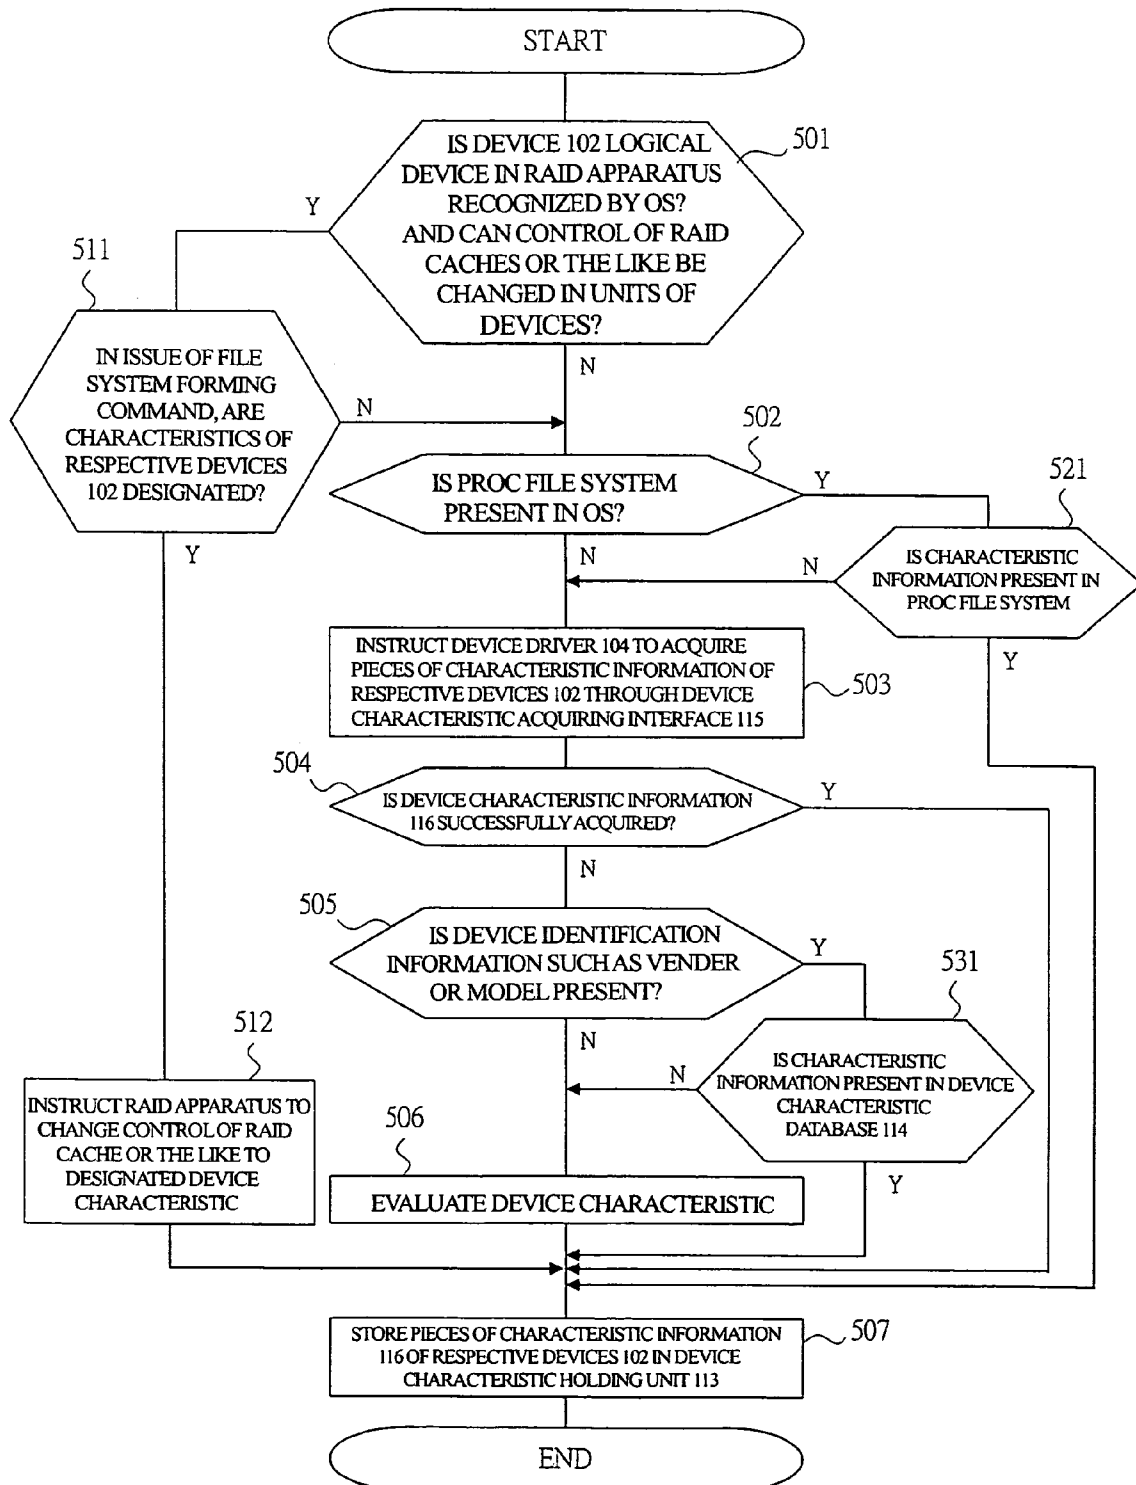 START
IS DEVICE 102 LOGICAL
DEVICE IN RAID APPARATUS
RECOGNIZED BY OS?
AND CAN CONTROL OF RAID
CACHES OR THE LIKE BE
CHANGED IN UNITS OF
DEVICES?
501
Y
N
511
IN ISSUE OF FILE
SYSTEM FORMING
COMMAND, ARE
CHARACTERISTICS OF
RESPECTIVE DEVICES
102 DESIGNATED?
N
Y
502
IS PROC FILE SYSTEM
PRESENT IN OS?
Y
N
521
IS CHARACTERISTIC
INFORMATION PRESENT IN
PROC FILE SYSTEM
N
Y
INSTRUCT DEVICE DRIVER 104 TO ACQUIRE
PIECES OF CHARACTERISTIC INFORMATION OF
RESPECTIVE DEVICES 102 THROUGH DEVICE
CHARACTERISTIC ACQUIRING INTERFACE 115
503
504
IS DEVICE CHARACTERISTIC INFORMATION
116 SUCCESSFULLY ACQUIRED?
Y
N
505
IS DEVICE IDENTIFICATION
INFORMATION SUCH AS VENDER
OR MODEL PRESENT?
Y
N
531
IS CHARACTERISTIC
INFORMATION PRESENT IN DEVICE
CHARACTERISTIC
DATABASE 114
N
Y
512
INSTRUCT RAID APPARATUS TO
CHANGE CONTROL OF RAID
CACHE OR THE LIKE TO
DESIGNATED DEVICE
CHARACTERISTIC
506
EVALUATE DEVICE CHARACTERISTIC
STORE PIECES OF CHARACTERISTIC INFORMATION
116 OF RESPECTIVE DEVICES 102 IN DEVICE
CHARACTERISTIC HOLDING UNIT 113
507
END